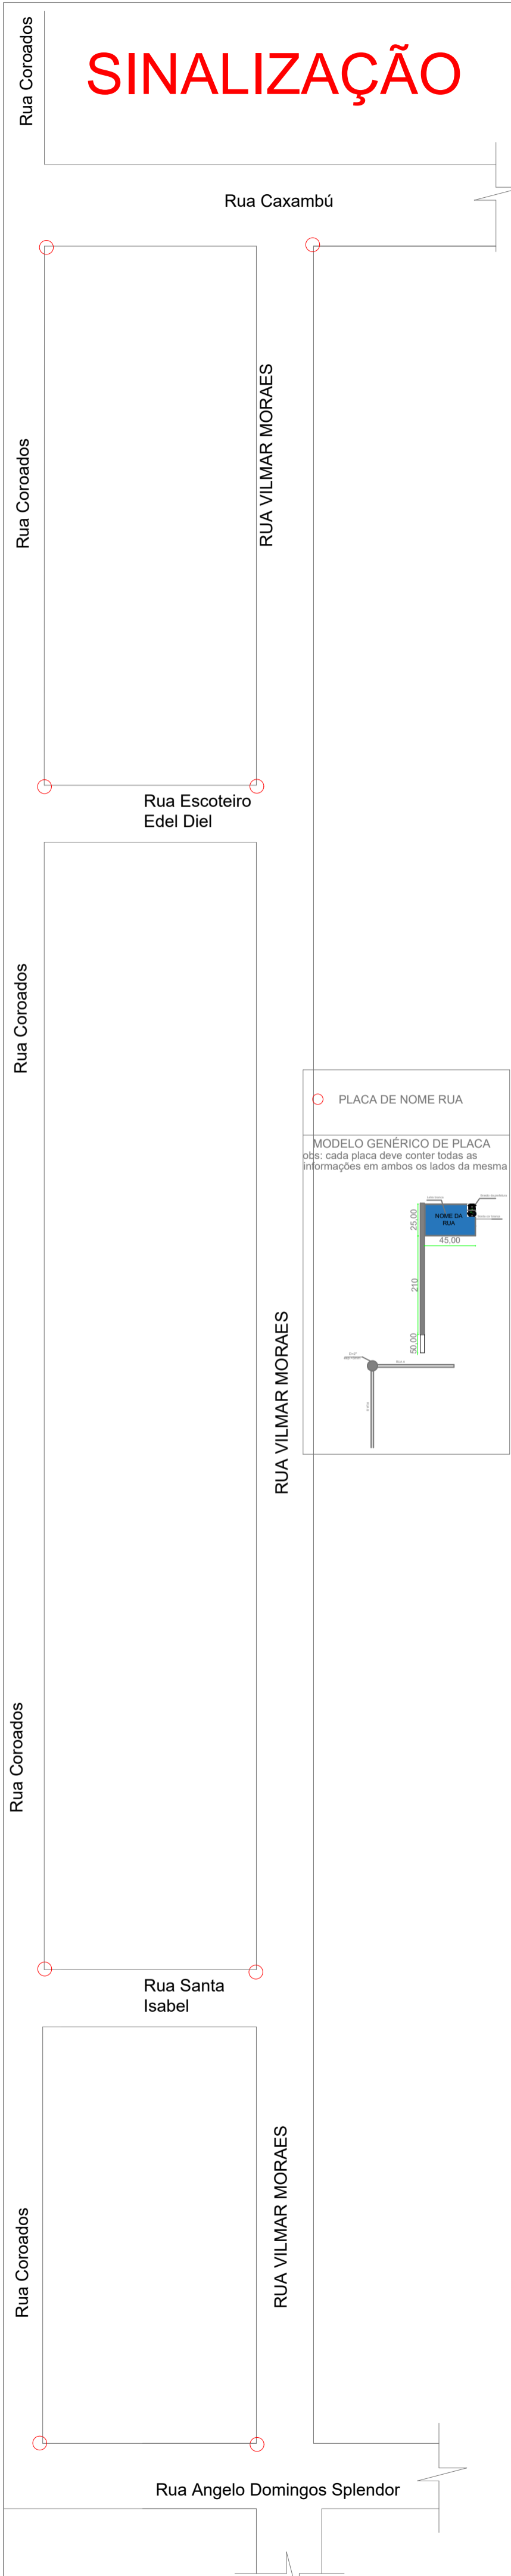 Rua Coroados
SINALIZAÇÃO
Rua Caxambú
RUA VILMAR MORAES
Rua Coroados
Rua Escoteiro
Edel Diel
Rua Coroados
PLACA DE NOME RUA
MODELO GENÉRICO DE PLACA
obs: cada placa deve conter todas as
informações em ambos os lados da mesma
NOME DA
RUA
25,00
45,00
210
50,00
RUA VILMAR MORAES
Rua Coroados
Rua Santa
Isabel
RUA VILMAR MORAES
Rua Coroados
Rua Angelo Domingos Splendor